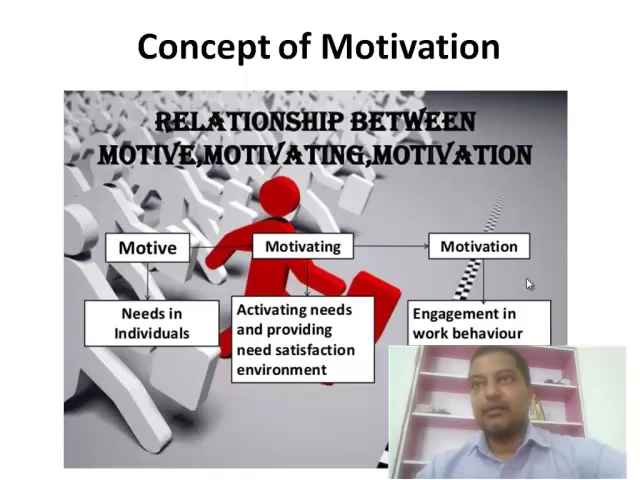 Concept of Motivation
RELATIONSHIP BETWEEN
MOTIVE,MOTIVATING,MOTIVATION
Motive
Motivating
Motivation
Needs in
Individuals
Activating needs
and providing
need satisfaction
environment
Engagement in
work behaviour